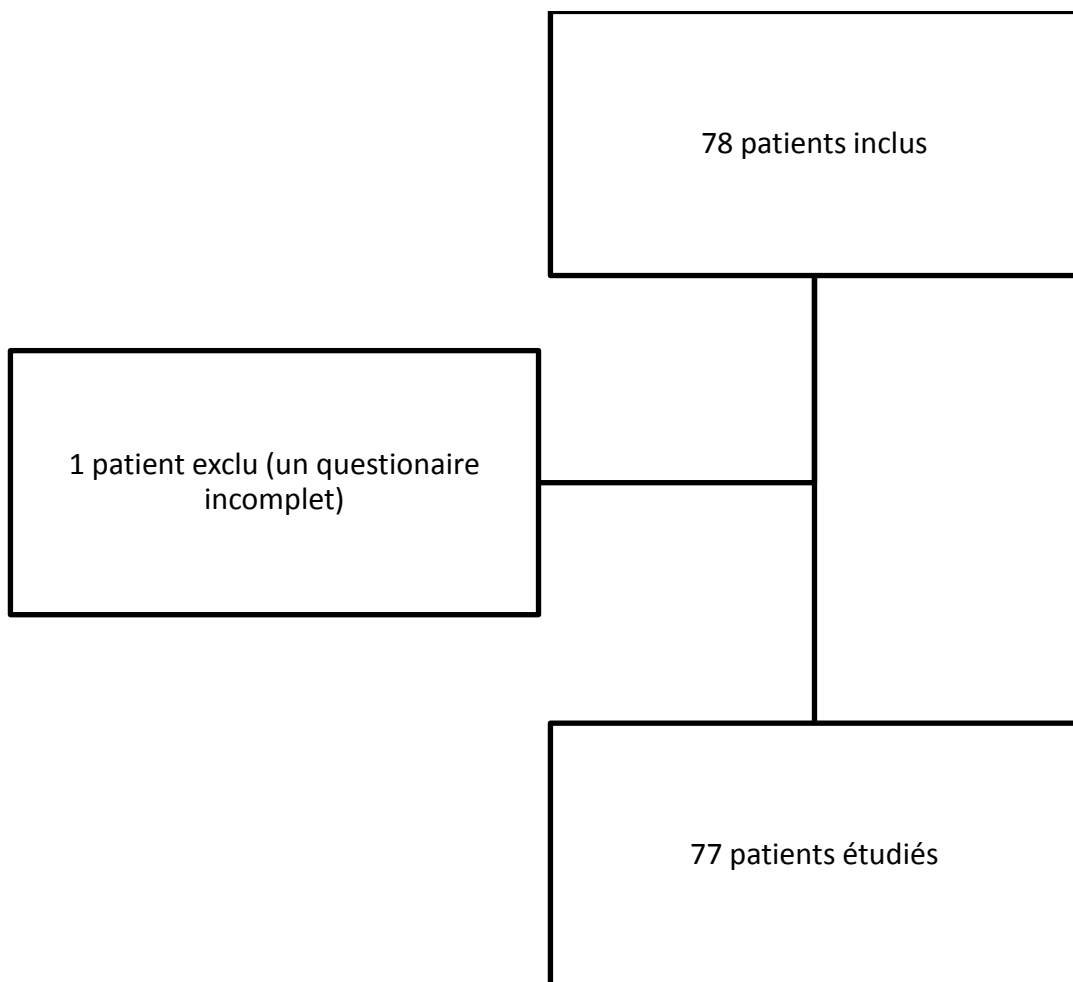 78 patients inclus
1 patient exclu (un questionaire
incomplet)
77 patients étudiés